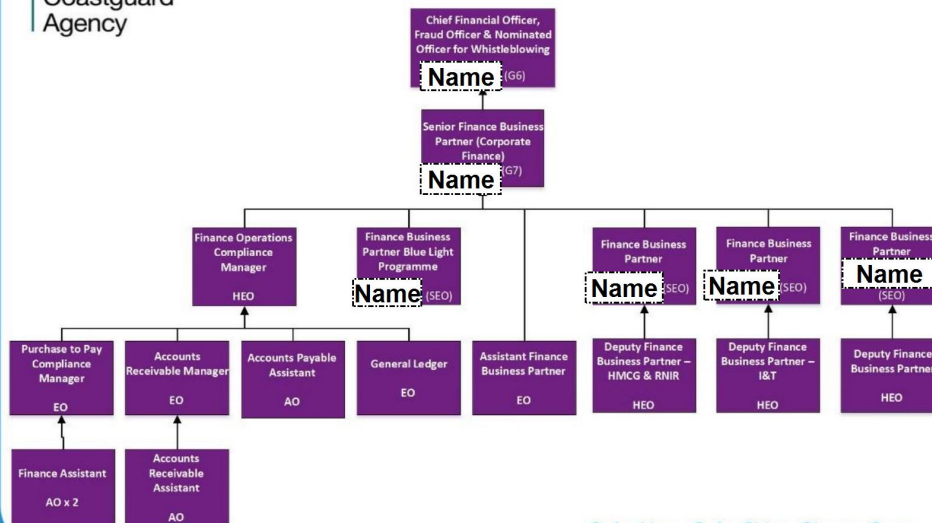 Agency
Chief Financial Officer,
Fraud Officer & Nominated
Officer for Whistleblowing
Name (G6)
Senior Finance Business
Partner (Corporate
Finance)
(G7)
Name
Finance Operations
Compliance
Manager
HEO
Finance Business
Partner Blue Light
Programme
Name (SEO)
Finance Business
Partner
Name (SEO)
Finance Business
Partner
Name (SEO)
Finance Business
Partner
Name
(SEO)
Purchase to Pay
Compliance
Manager
EO
Accounts
Receivable Manager
EO
Accounts Payable
Assistant
AO
General Ledger
EO
Assistant Finance
Business Partner
EO
Deputy Finance
Business Partner –
HMCG & RNIR
HEO
Deputy Finance
Business Partner –
I&T
HEO
Deputy Finance
Business Partner
HEO
Finance Assistant
AO x 2
Accounts
Receivable
Assistant
AO